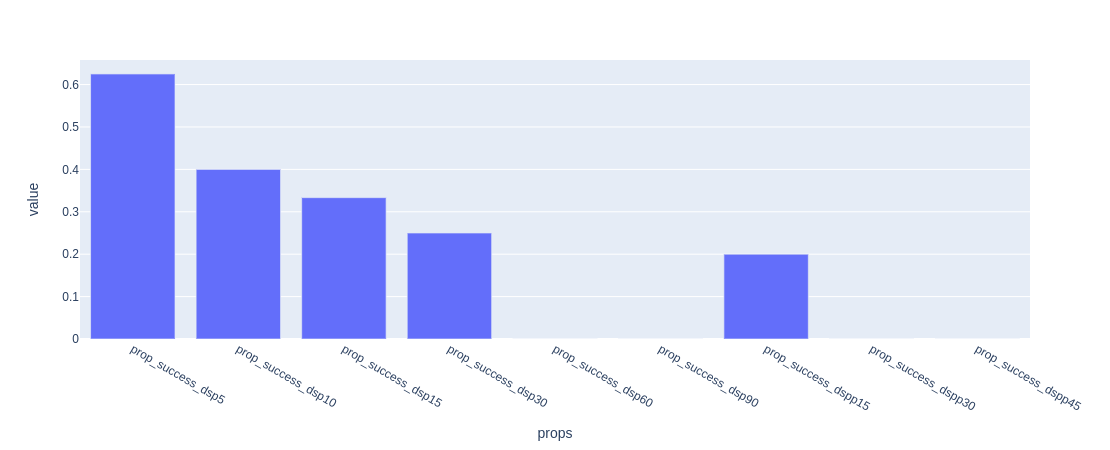 value
0.6
0.5
0.4
0.3
0.2
0.1
0
prop_success_dsp5
prop_success_dsp10
prop_success_dsp15
prop_success_dsp30
prop_success_dsp60
prop_success_dsp90
prop_success_dspp15
prop_success_dspp30
prop_success_dspp45
props